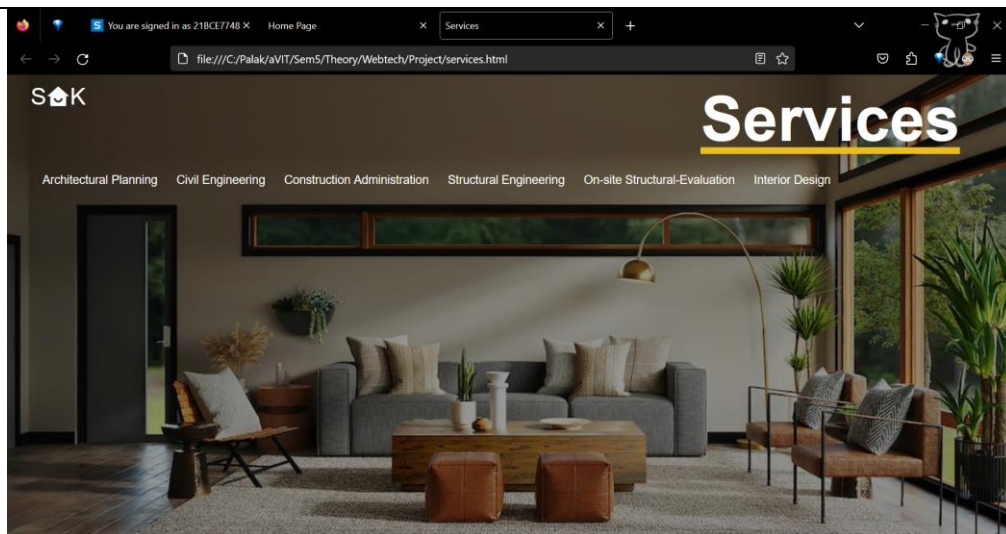 You are signed in as 21BCE7748
Home Page
Services
file:///C:/Palak/aVIT/Sem5/Theory/Webtech/Project/services.html
S K
Services
Architectural Planning Civil Engineering Construction Administration Structural Engineering On-site Structural-Evaluation Interior Design